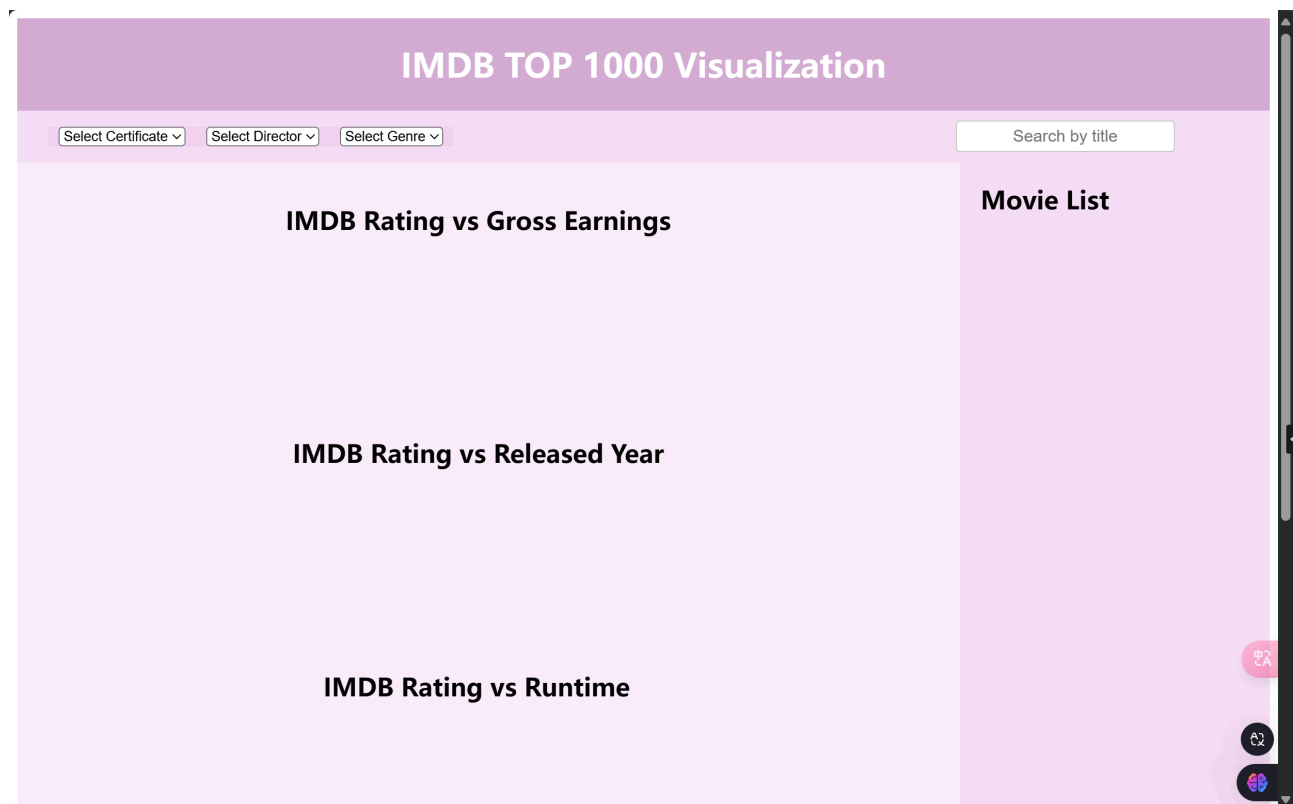 IMDB TOP 1000 Visualization
Select Certificate
Select Director
Select Genre
Search by title
IMDB Rating vs Gross Earnings
Movie List
IMDB Rating vs Released Year
IMDB Rating vs Runtime
中
A
A